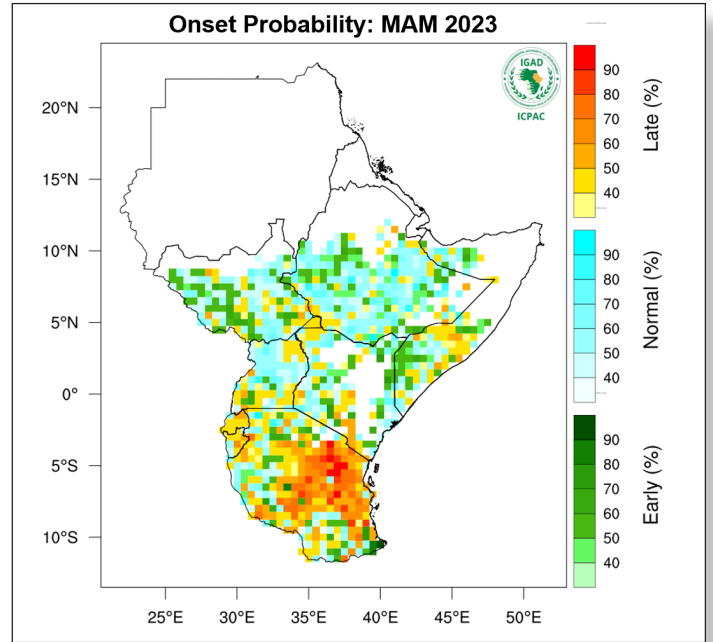 Onset Probability: MAM 2023
IGAD
ICPAC
20°N
15°N
10°N
5°N
0°
5°S
10°S
25°E 30°E 35°E 40°E 45°E 50°E
90
80
70
60
50
40
Late (%)
90
80
70
60
50
40
Normal (%)
90
80
70
60
50
40
Early (%)